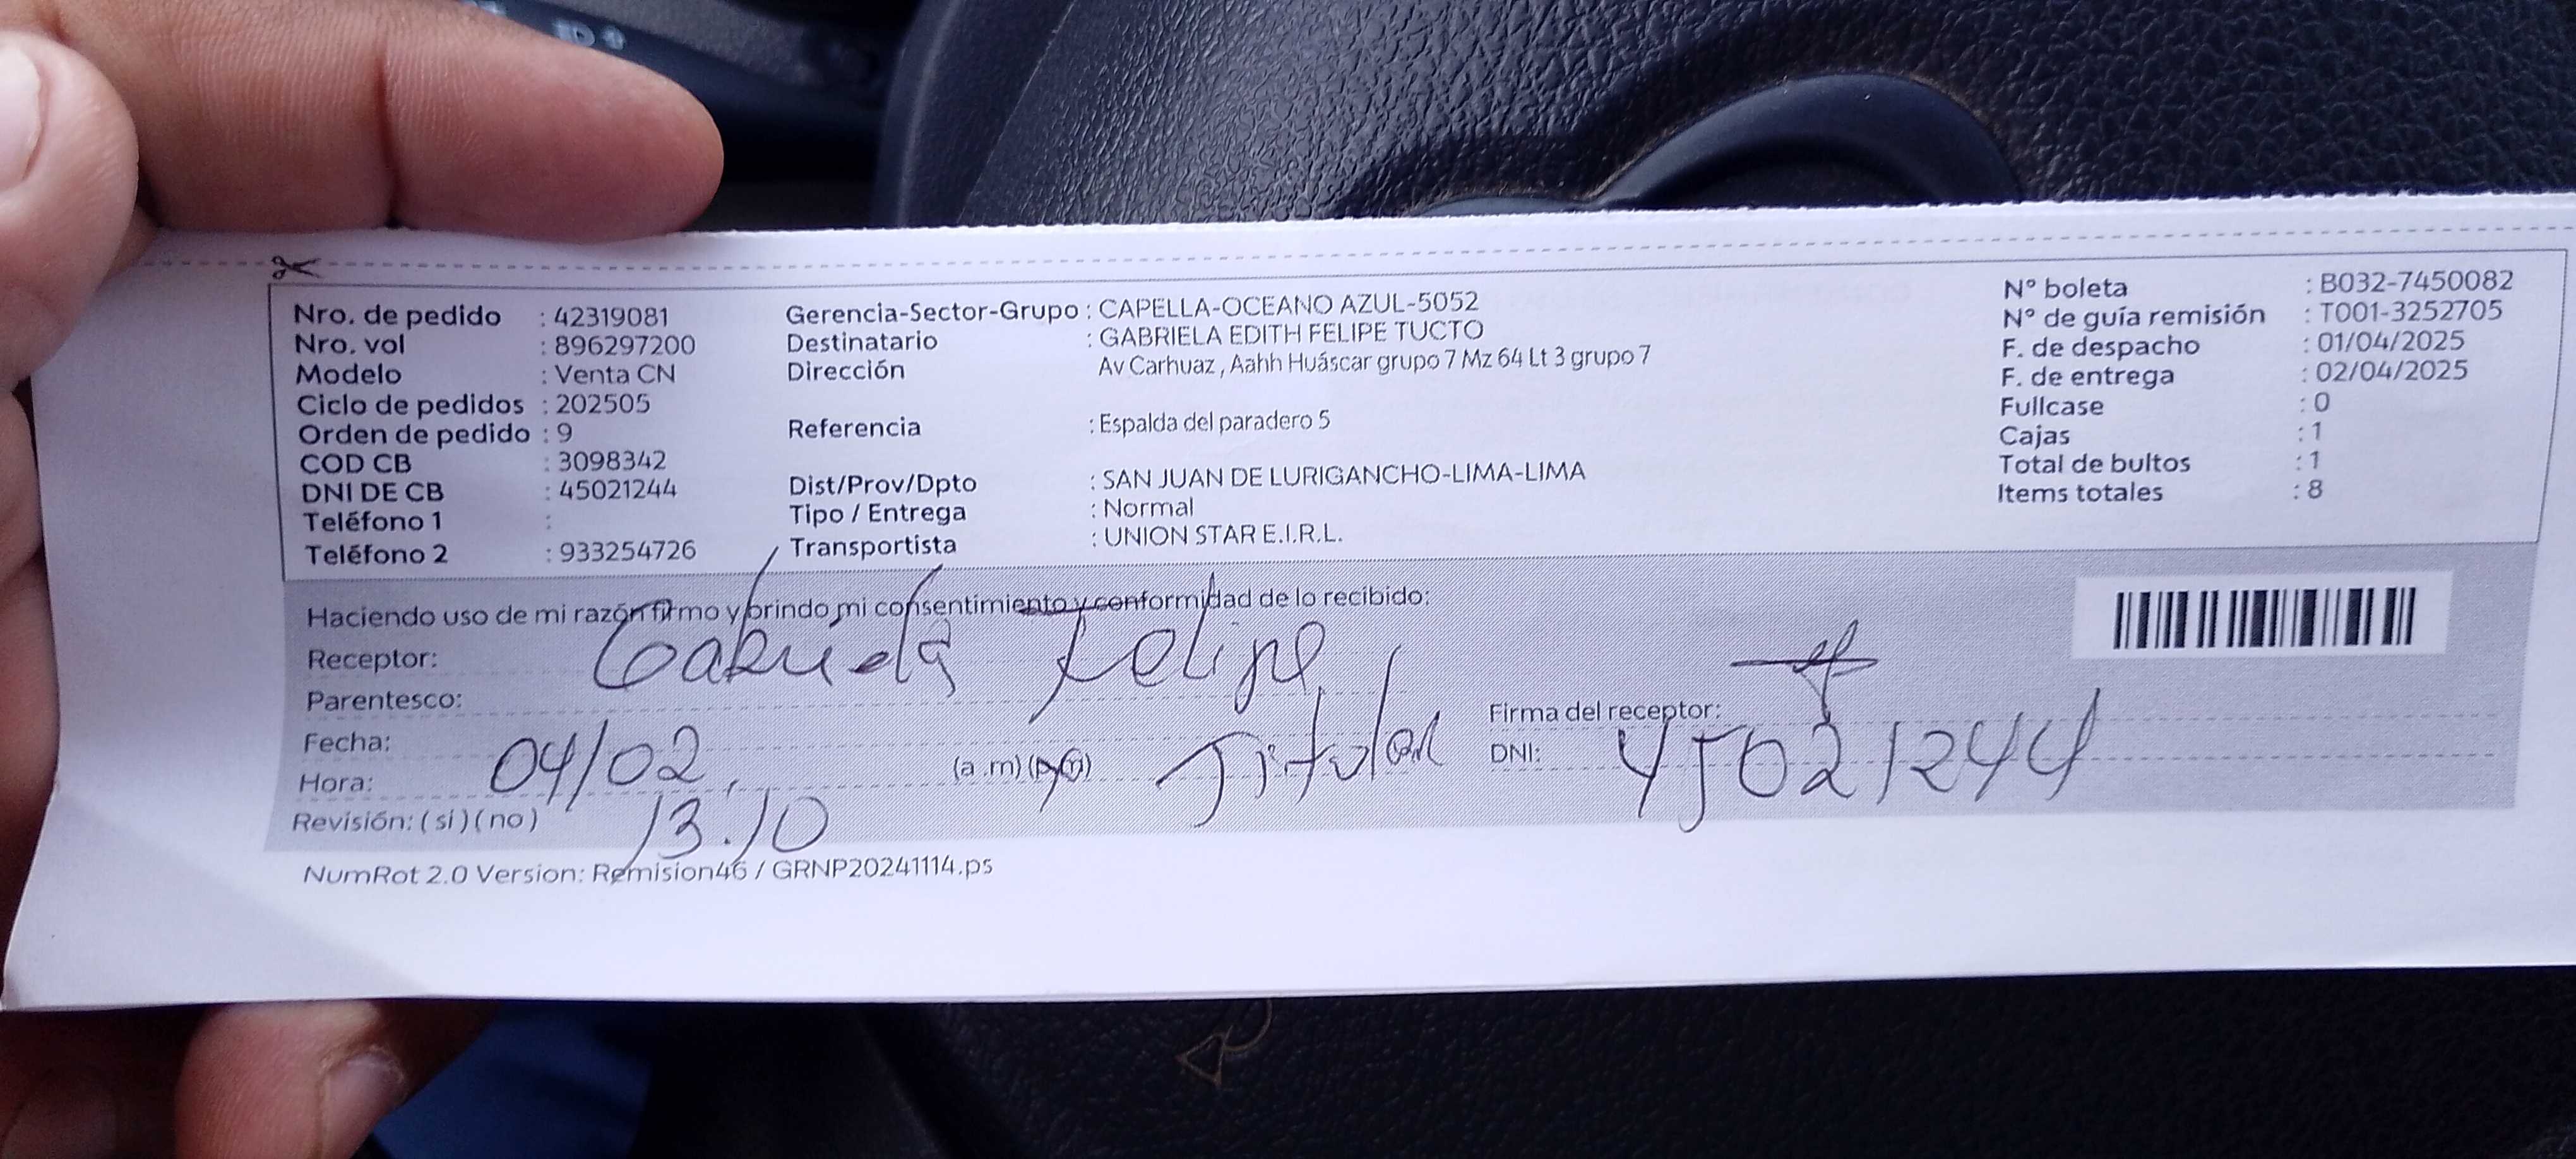 Nro. de pedido : 42319081
Nro. vol : 896297200
Modelo : Venta CN
Ciclo de pedidos : 202505
Orden de pedido : 9
COD CB : 3098342
DNI DE CB : 45021244
Teléfono 1 :
Teléfono 2 : 933254726
Gerencia-Sector-Grupo : CAPELLA-OCEANO AZUL-5052
Destinatario : GABRIELA EDITH FELIPE TUCTO
Dirección Av Carhuaz , Aahh Huáscar grupo 7 Mz 64 Lt 3 grupo 7
Referencia : Espalda del paradero 5
Dist/Prov/Dpto : SAN JUAN DE LURIGANCHO-LIMA-LIMA
Tipo / Entrega : Normal
Transportista : UNION STAR E.I.R.L.
N° boleta : B032-7450082
N° de guía remisión : T001-3252705
F. de despacho : 01/04/2025
F. de entrega : 02/04/2025
Fullcase : 0
Cajas : 1
Total de bultos : 1
Items totales : 8
Haciendo uso de mi razón firmo y brindo mi consentimiento y conformidad de lo recibido:
Receptor: Gabriela Felipe
Parentesco: Titular
Firma del receptor:
Fecha: 04/02
DNI: 45021244
Hora: 13.10 (a .m) (p.m)
Revisión: ( sí ) ( no )
NumRot 2.0 Version: Remision46 / GRNP20241114.ps